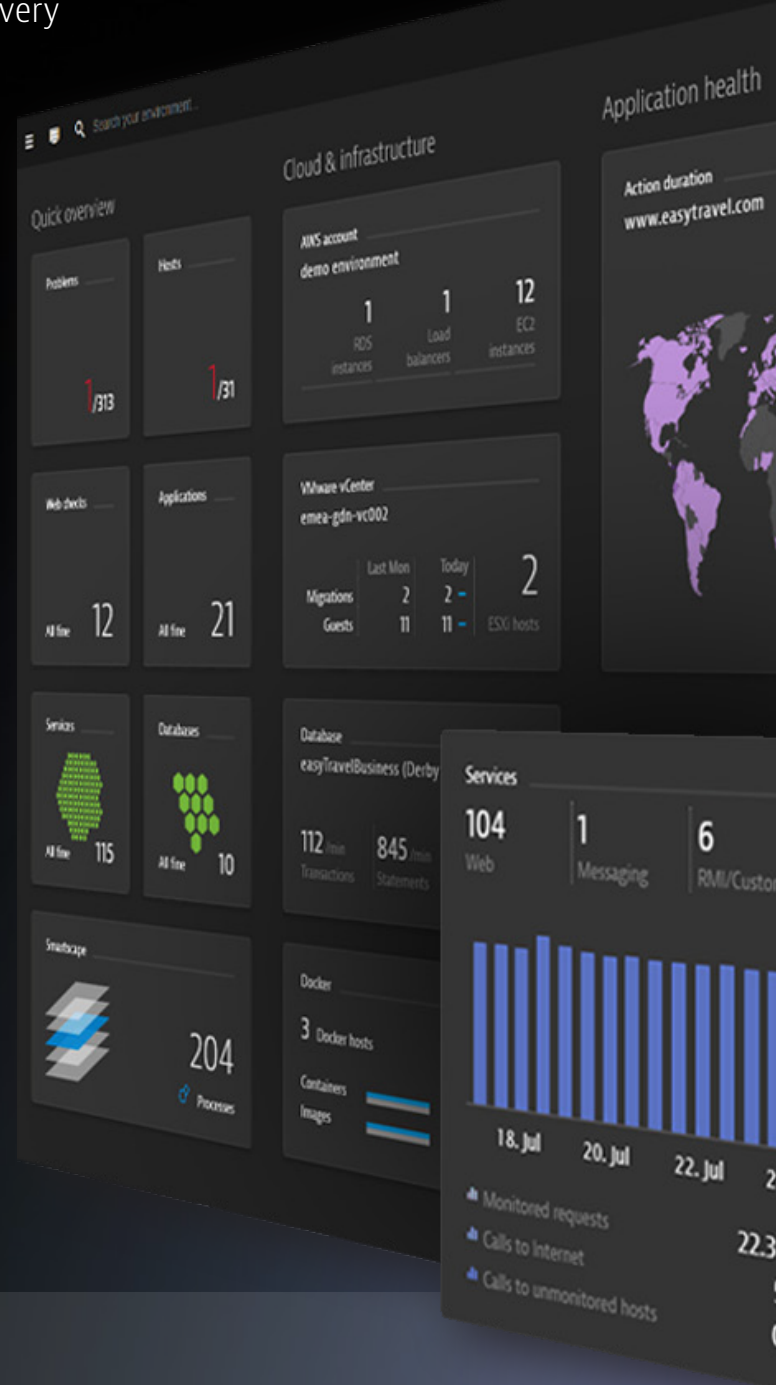 very
Search your environment...
Quick overview
Problems
1/313
Hosts
1/31
Web checks
All fine 12
Applications
All fine 21
Services
All fine 115
Databases
All fine 10
Smartscape
204
Processes
Cloud & infrastructure
AWS account
demo environment
1 1 12
RDS instances
Load balancers
EC2 instances
VMware vCenter
emea-gdn-vc002
Last Mon Today
Migrations 2 2
Guests 11 11
2
ESXi hosts
Database
easyTravelBusiness (Derby
112 /min
Transactions
845 /min
Statements
Docker
3 Docker hosts
Containers
Images
Application health
Action duration
www.easytravel.com
Services
104 1 6
Web Messaging RMI/Custo
18. Jul 20. Jul 22. Jul 2
Monitored requests 22.3
Calls to Internet
Calls to unmonitored hosts